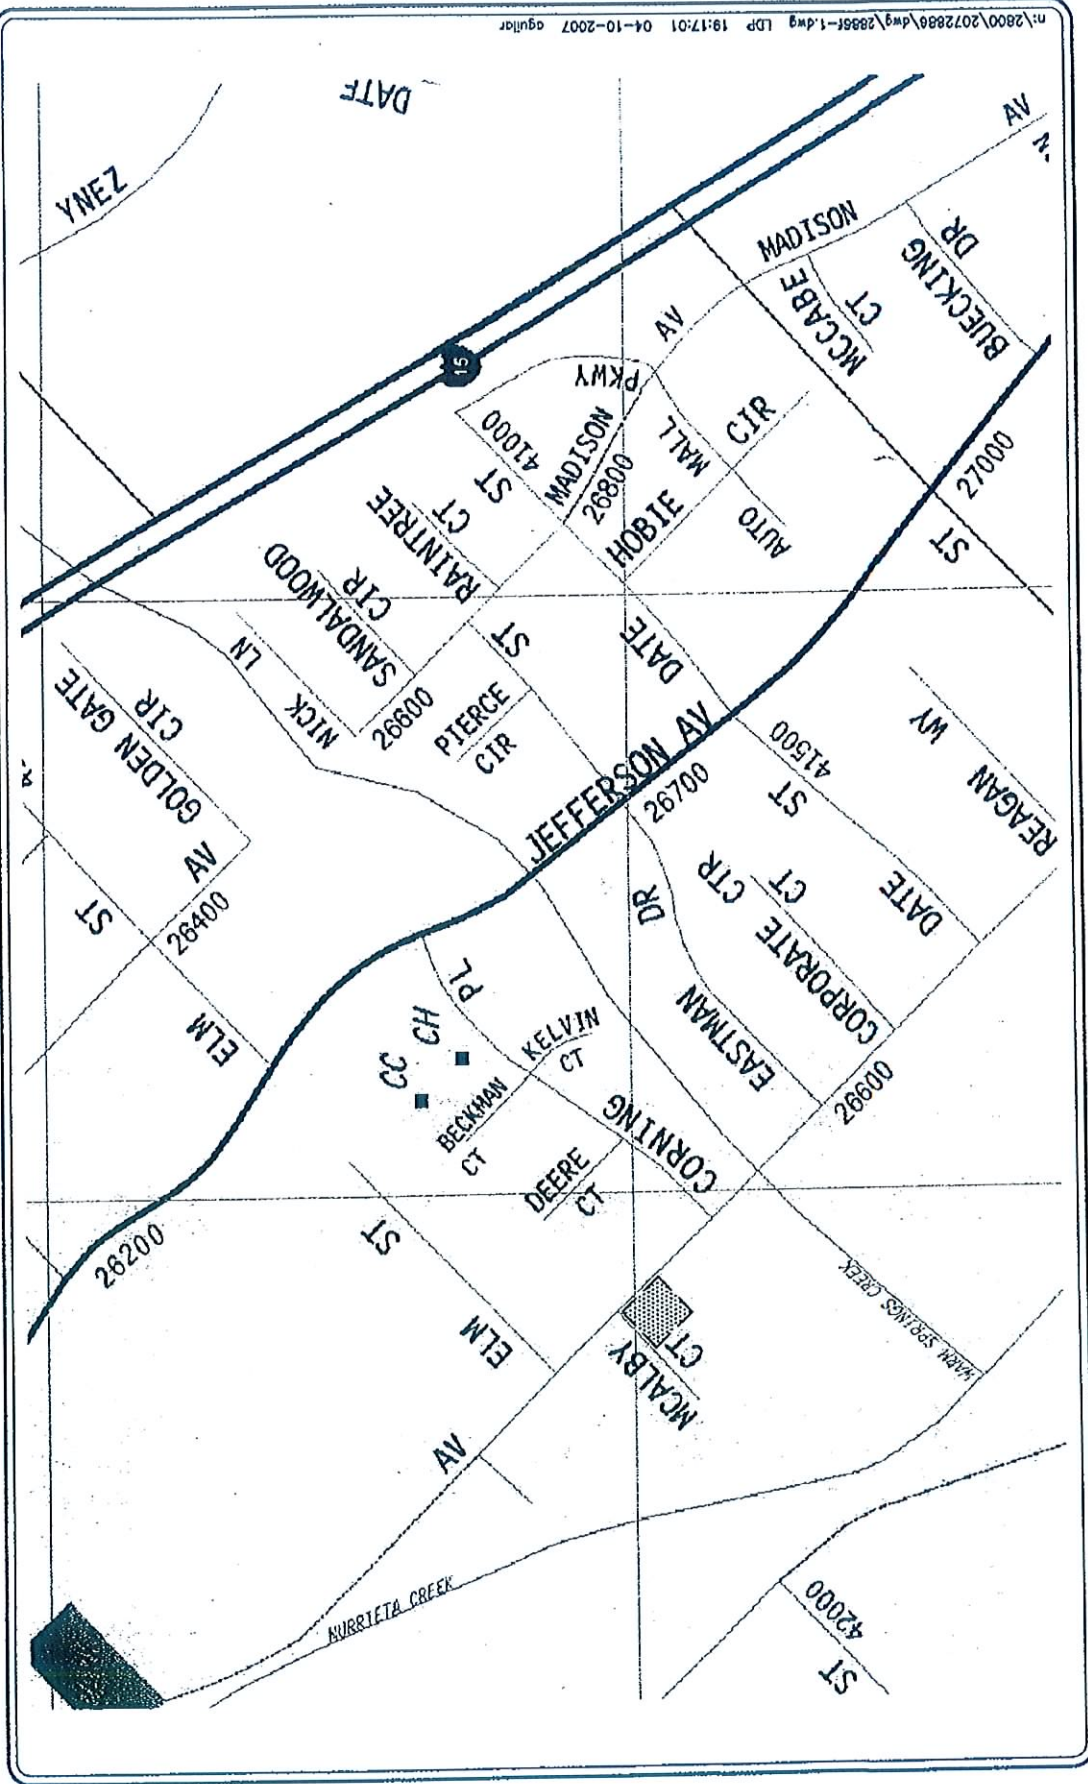 n:\2800\2072886\dwg\2886f-1.dwg LDP 19:17:01 04-10-2007 aguilar
DATE
YNEZ
AV
MADISON
BUECKING
DR
MCCABE
CT
15
AV
PKWY
41000
ST
MADISON
26800
MALL
CIR
HOBIE
AUTO
27000
ST
RAINTREE
CT
SANDALWOOD
CIR
LN
NICK
26600
ST
PIERCE
CIR
DATE
GOLDEN GATE
CIR
JEFFERSON AV
26700
41500
ST
WY
REAGAN
AV
26400
ST
ELM
DR
CTR
CORPORATE
CT
DATE
EASTMAN
26600
PL
CH
CC
KELVIN
CT
BECKMAN
CT
CORNING
DEERE
CT
26200
ST
ELM
MCALBY
CT
WARM SPRINGS CREEK
AV
MURRIETA CREEK
42000
ST